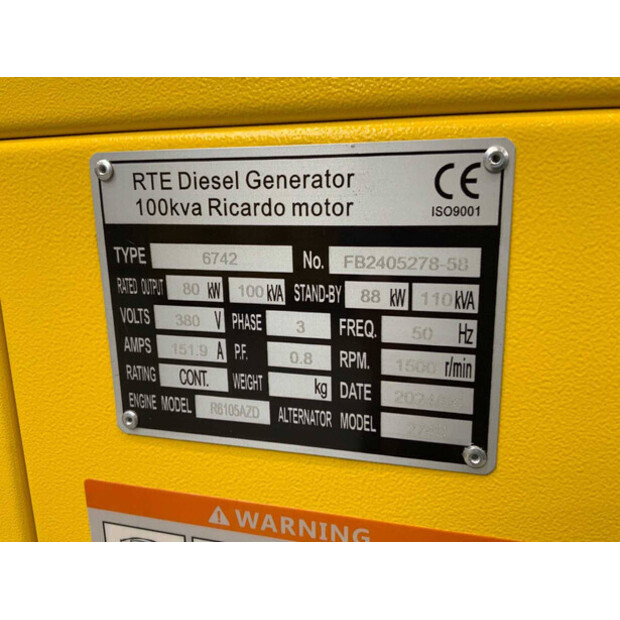 RTE Diesel Generator
100kva Ricardo motor
CE
ISO9001
TYPE 6742 No. FB2405278-58
RATED OUTPUT 80 kW 100 kVA STAND-BY 88 kW 110 kVA
VOLTS 380 V PHASE 3 FREQ. 50 Hz
AMPS 151.9 A P.F. 0.8 RPM. 1500 r/min
RATING CONT. WEIGHT kg DATE
ENGINE MODEL R6105AZD ALTERNATOR MODEL
WARNING